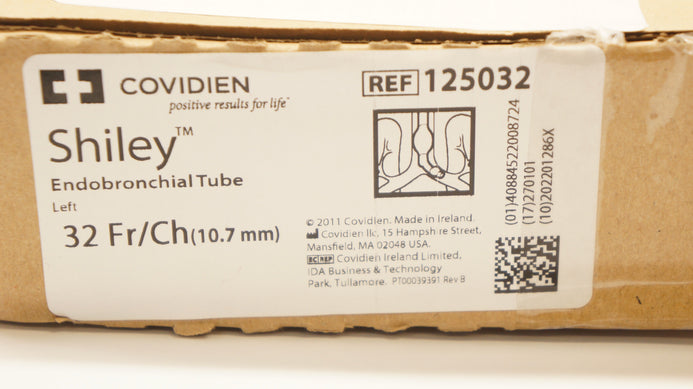 COVIDIEN
positive results for life™
Shiley™
Endobronchial Tube
Left
32 Fr/Ch (10.7 mm)
REF 125032
© 2011 Covidien. Made in Ireland.
Covidien llc, 15 Hampshire Street,
Mansfield, MA 02048 USA.
EC REP Covidien Ireland Limited,
IDA Business & Technology
Park, Tullamore. PT00039391 Rev B
(01)40884522008724
(17)270101
(10)202201286X